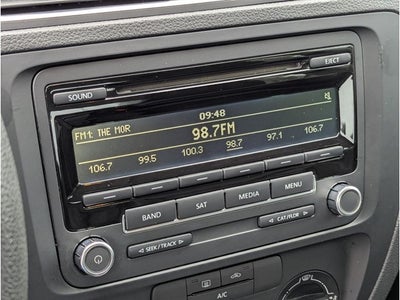 EJECT
SOUND
09:48
FM1: THE MOR
98.7FM
106.7 99.5 100.3 98.7 97.1 106.7
BAND SAT MEDIA MENU
SEEK/TRACK CAT/FLDR
A/C